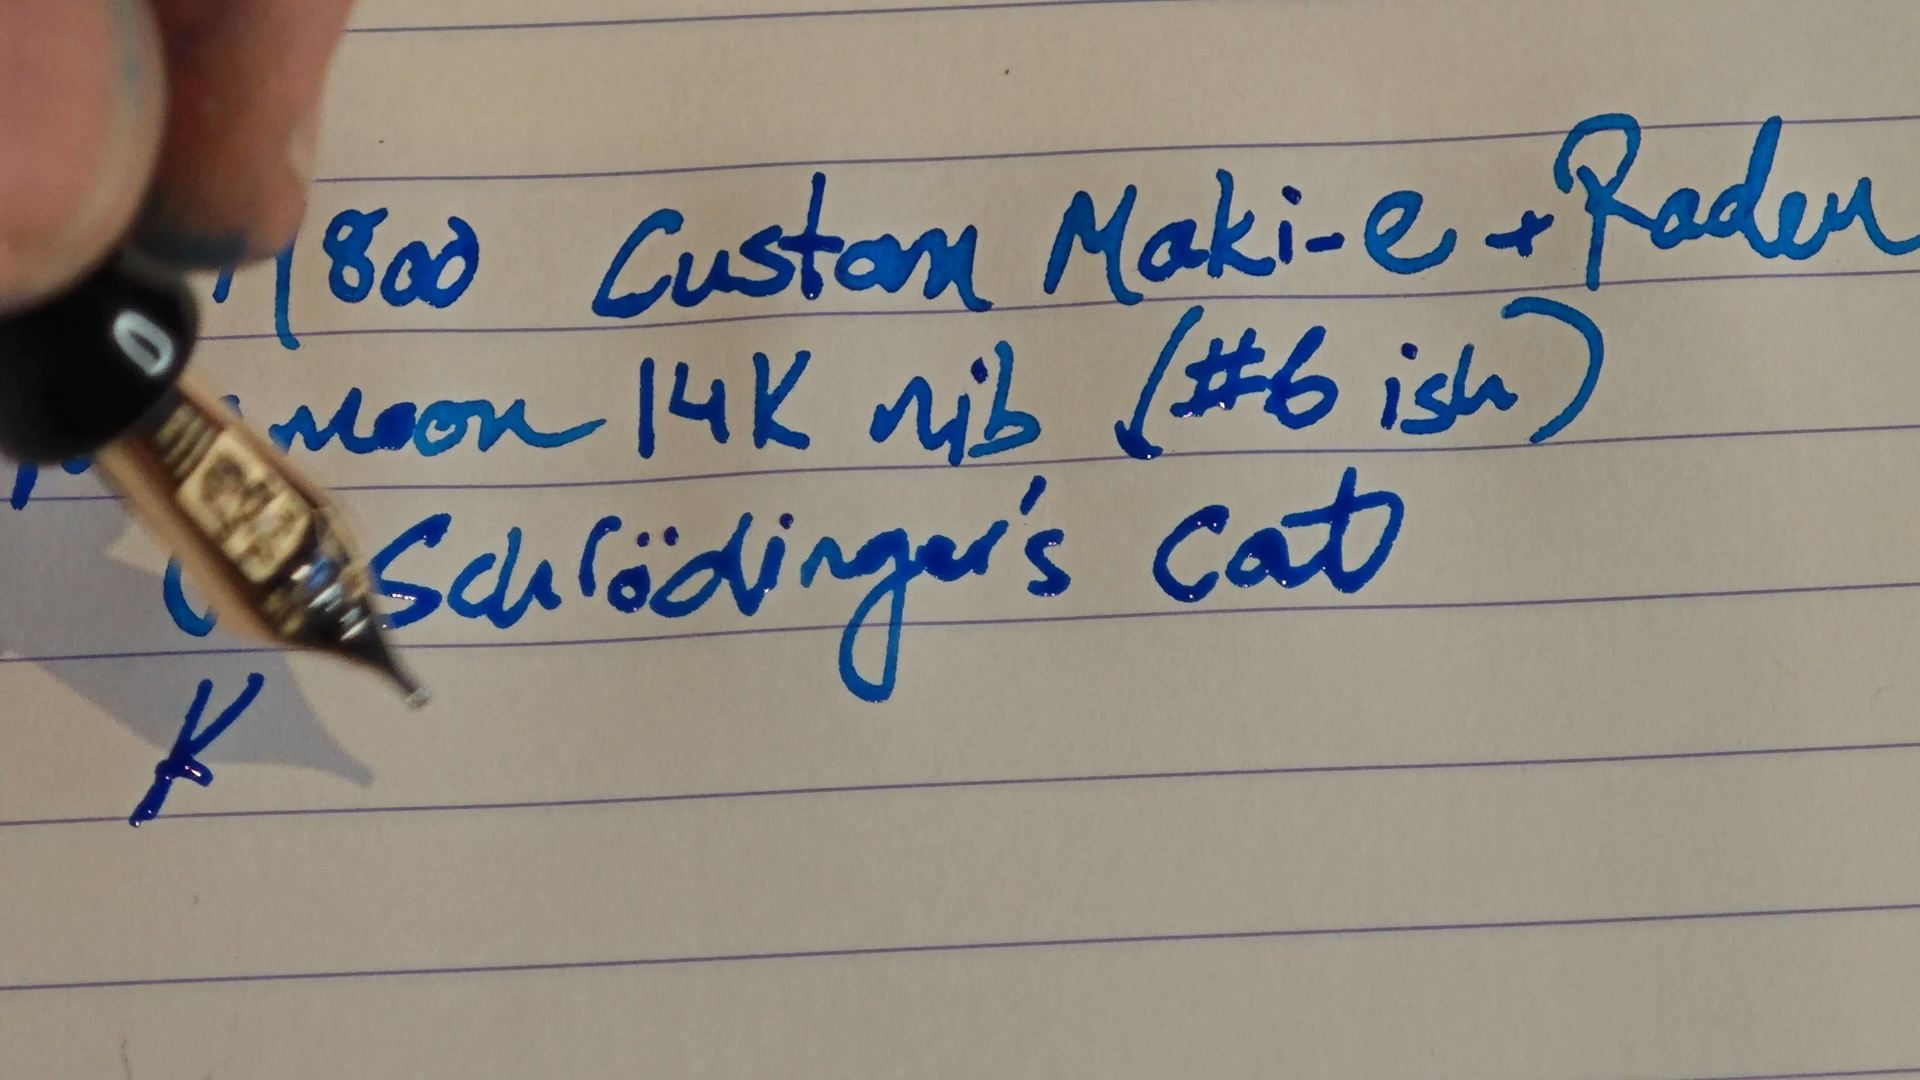 M800 Custom Maki-e + Raden
moon 14K nib (#6 ish)
Schrödinger's cat
K